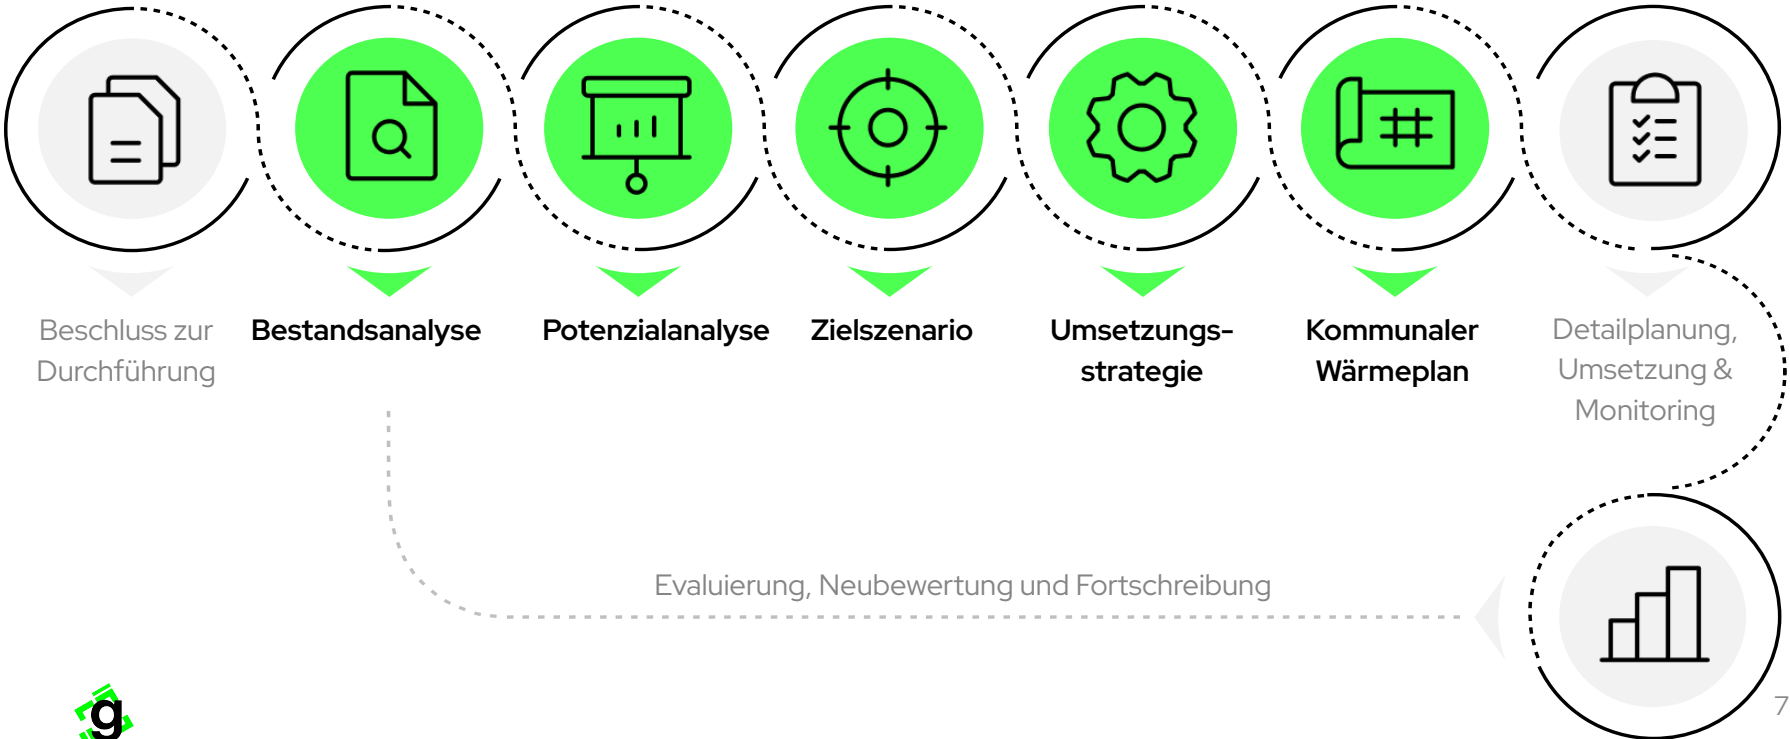 Beschluss zur
Durchführung
Bestandsanalyse
Potenzialanalyse
Zielszenario
Umsetzungs-
strategie
Kommunaler
Wärmeplan
Detailplanung,
Umsetzung &
Monitoring
Evaluierung, Neubewertung und Fortschreibung
g
7